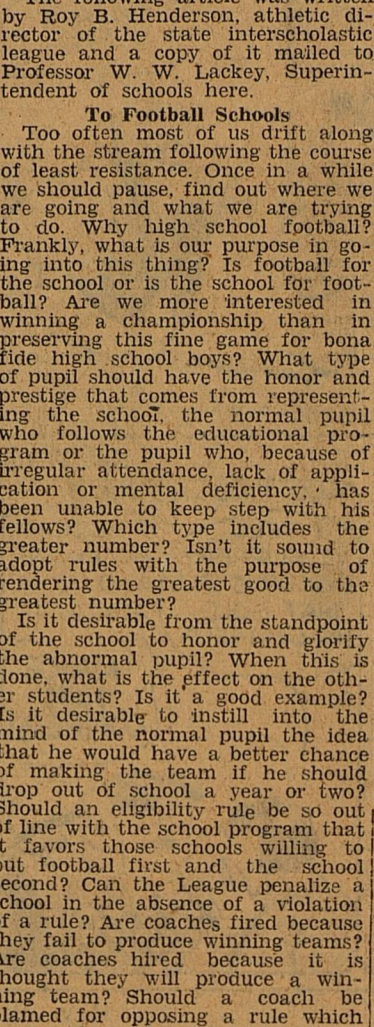 The following article was written
by Roy B. Henderson, athletic di-
rector of the state interscholastic
league and a copy of it mailed to
Professor W. W. Lackey, Superin-
tendent of schools here.
To Football Schools
Too often most of us drift along
with the stream following the course
of least resistance. Once in a while
we should pause, find out where we
are going and what we are trying
to do. Why high school football?
Frankly, what is our purpose in go-
ing into this thing? Is football for
the school or is the school for foot-
ball? Are we more interested in
winning a championship than in
preserving this fine game for bona
fide high school boys? What type
of pupil should have the honor and
prestige that comes from represent-
ing the school, the normal pupil
who follows the educational pro-
gram or the pupil who, because of
irregular attendance, lack of appli-
cation or mental deficiency, has
been unable to keep step with his
fellows? Which type includes the
greater number? Isn't it sound to
adopt rules with the purpose of
rendering the greatest good to the
greatest number?
Is it desirable from the standpoint
of the school to honor and glorify
the abnormal pupil? When this is
done, what is the effect on the oth-
er students? Is it a good example?
Is it desirable to instill into the
mind of the normal pupil the idea
that he would have a better chance
of making the team if he should
drop out of school a year or two?
Should an eligibility rule be so out
of line with the school program that
it favors those schools willing to
put football first and the school
second? Can the League penalize a
school in the absence of a violation
of a rule? Are coaches fired because
they fail to produce winning teams?
Are coaches hired because it is
thought they will produce a win-
ning team? Should a coach be
blamed for opposing a rule which